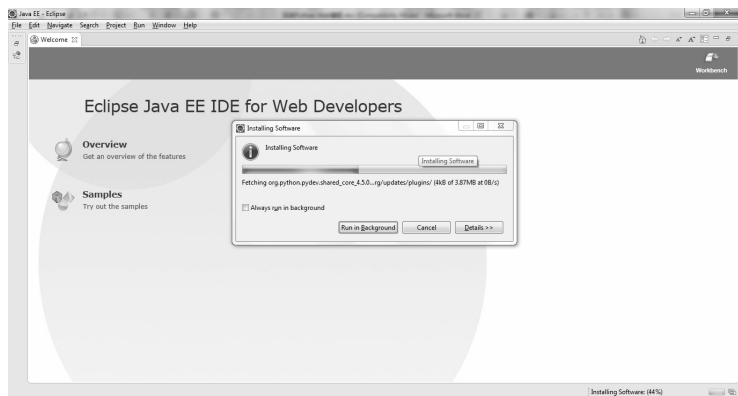 Java EE - Eclipse
File Edit Navigate Search Project Run Window Help
Welcome
Workbench
Eclipse Java EE IDE for Web Developers
Overview
Get an overview of the features
Samples
Try out the samples
Installing Software
Installing Software
Installing Software
Fetching org.python.pydev.shared_core_4.5.0...rg/updates/plugins/ (4kB of 3.87MB at 0B/s)
Always run in background
Run in Background Cancel Details >>
Installing Software: (44%)